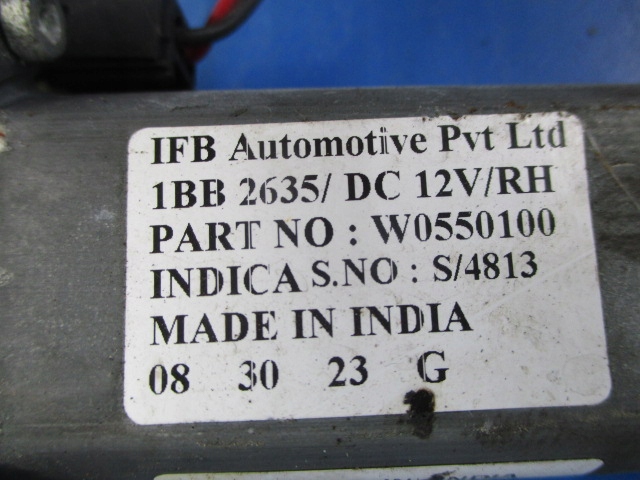 IFB Automotive Pvt Ltd
1BB 2635/ DC 12V/RH
PART NO : W0550100
INDICA S.NO : S/4813
MADE IN INDIA
08 30 23 G